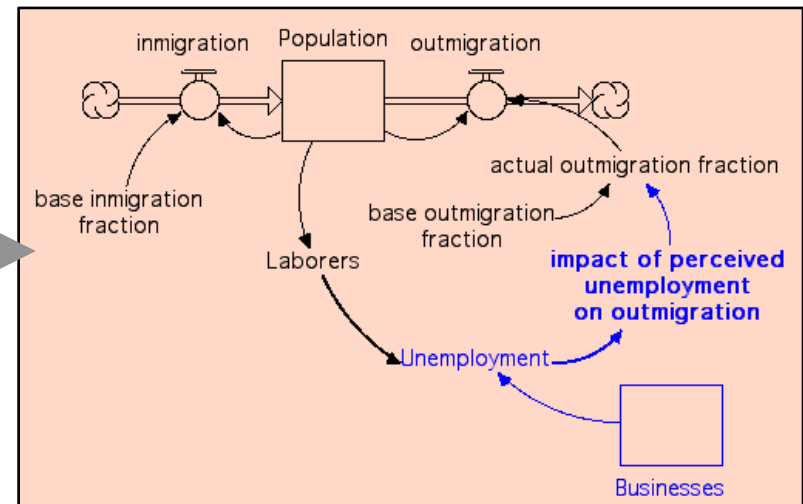 inmigration
Population
outmigration
actual outmigration fraction
base inmigration
fraction
base outmigration
fraction
Laborers
impact of perceived
unemployment
on outmigration
Unemployment
Businesses